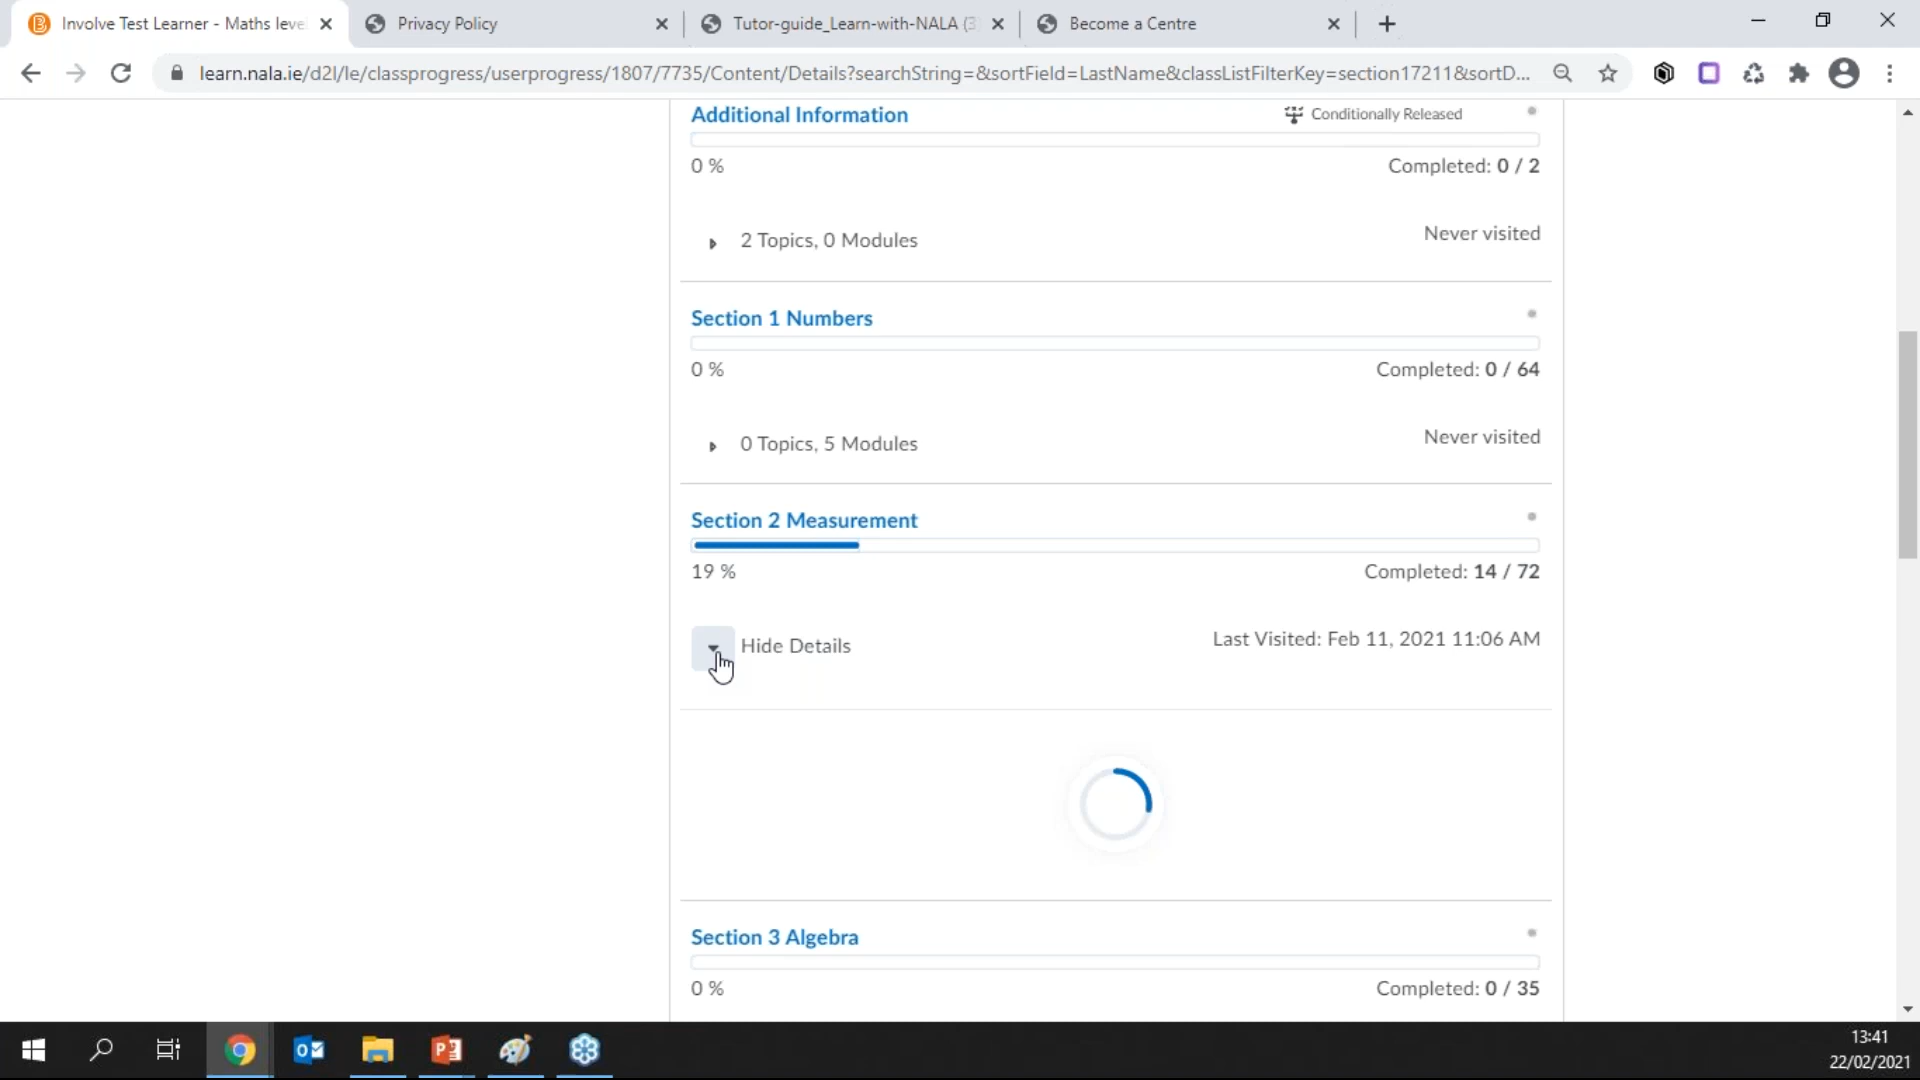 Involve Test Learner - Maths leve
Privacy Policy
Tutor-guide_Learn-with-NALA (3
Become a Centre
learn.nala.ie/d2l/le/classprogress/userprogress/1807/7735/Content/Details?searchString=&sortField=LastName&classListFilterKey=section17211&sortD...
Additional Information
Conditionally Released
0 %
Completed: 0 / 2
2 Topics, 0 Modules
Never visited
Section 1 Numbers
0 %
Completed: 0 / 64
0 Topics, 5 Modules
Never visited
Section 2 Measurement
19 %
Completed: 14 / 72
Hide Details
Last Visited: Feb 11, 2021 11:06 AM
Section 3 Algebra
0 %
Completed: 0 / 35
13:41
22/02/2021